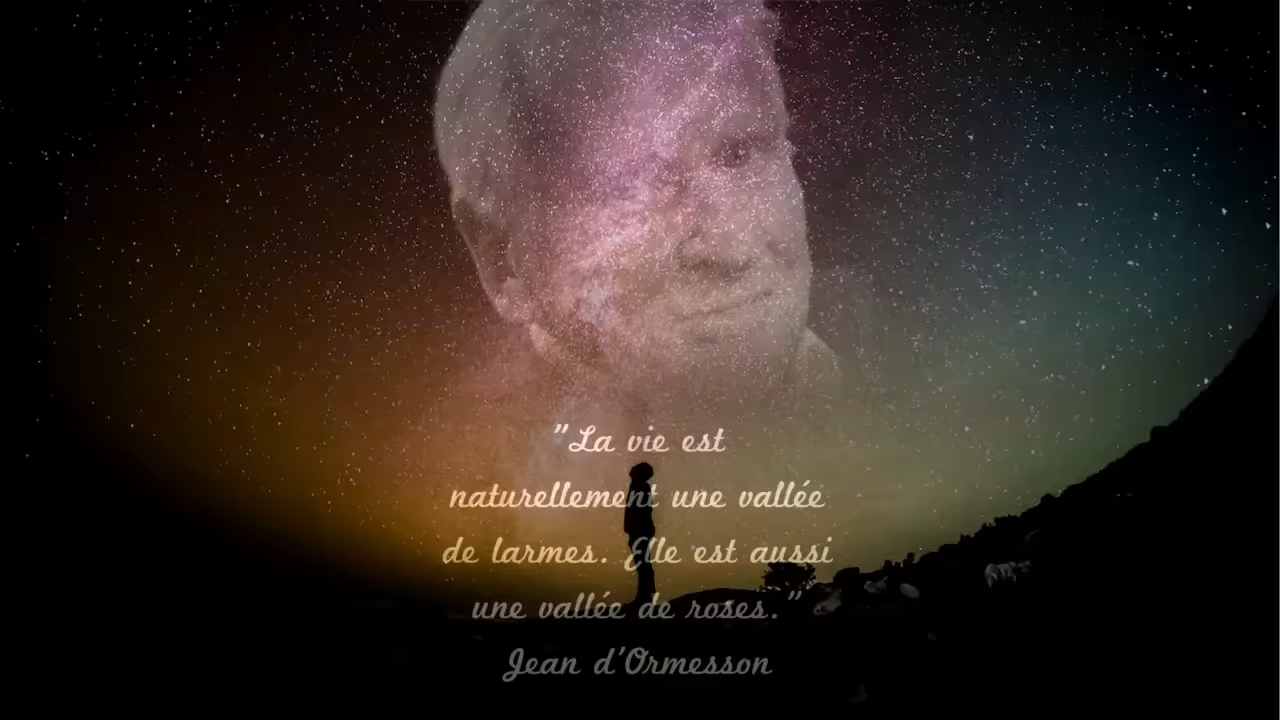 "La vie est
naturellement une vallée
de larmes. Elle est aussi
une vallée de roses."
Jean d'Ormesson